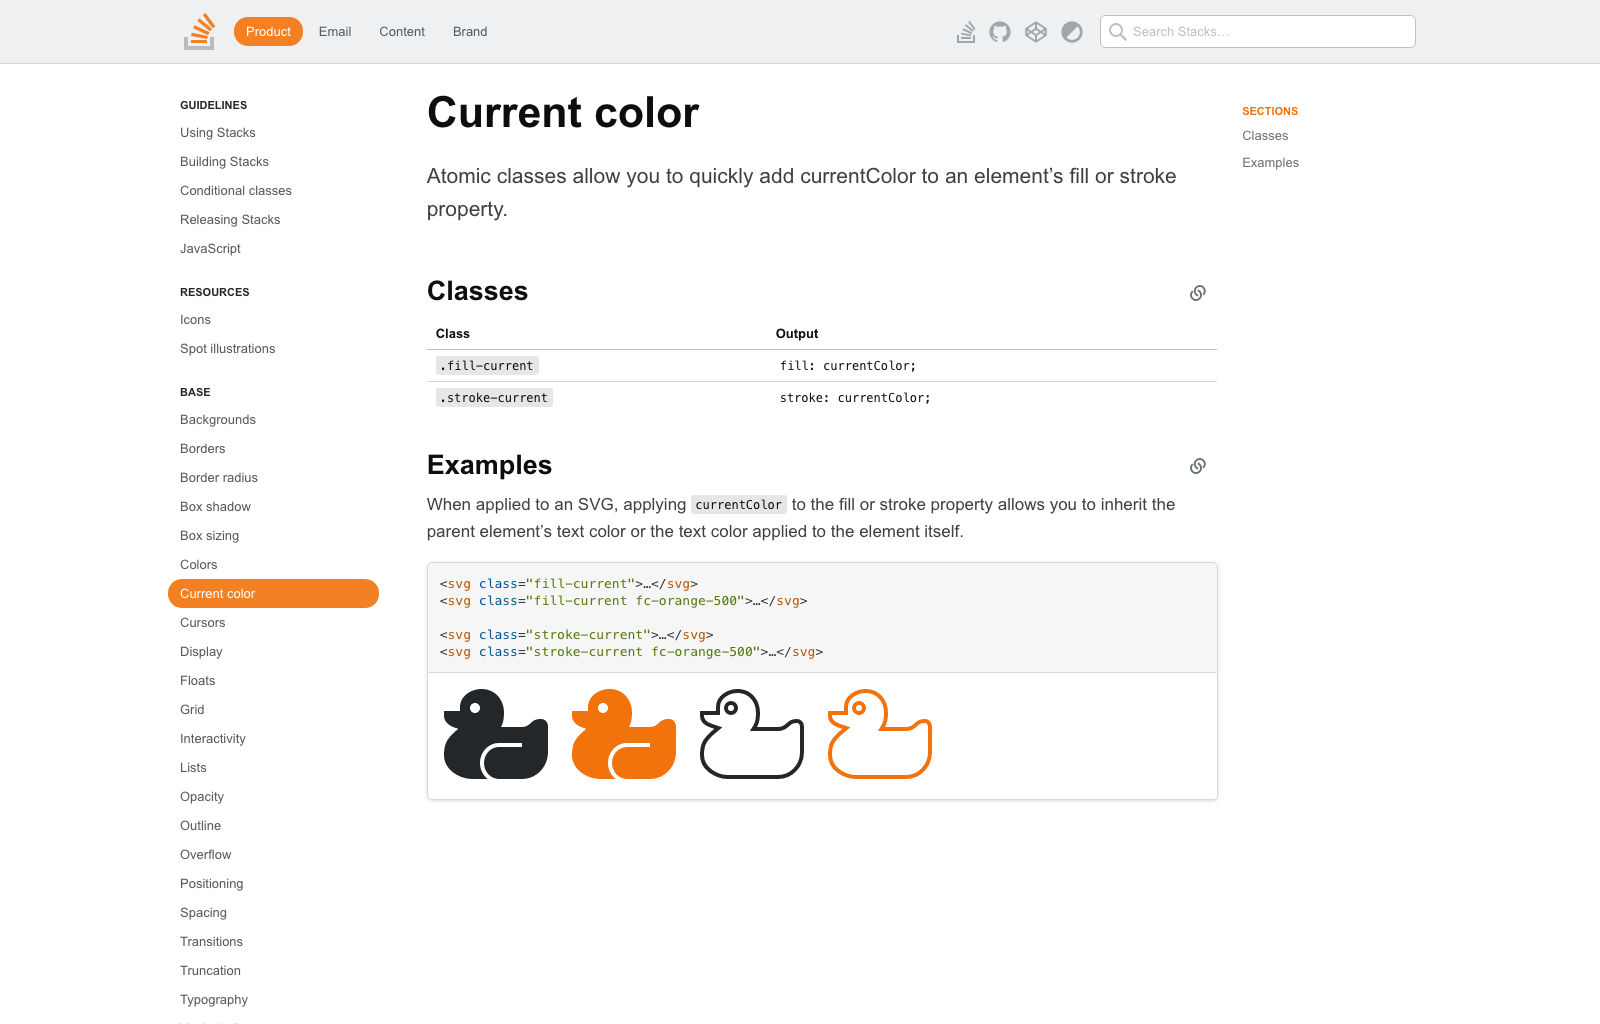 Product
Email
Content
Brand
Search Stacks…
GUIDELINES
Using Stacks
Building Stacks
Conditional classes
Releasing Stacks
JavaScript
RESOURCES
Icons
Spot illustrations
BASE
Backgrounds
Borders
Border radius
Box shadow
Box sizing
Colors
Current color
Cursors
Display
Floats
Grid
Interactivity
Lists
Opacity
Outline
Overflow
Positioning
Spacing
Transitions
Truncation
Typography
Current color
Atomic classes allow you to quickly add currentColor to an element’s fill or stroke
property.
Classes
Class Output
.fill-current fill: currentColor;
.stroke-current stroke: currentColor;
Examples
When applied to an SVG, applying currentColor to the fill or stroke property allows you to inherit the
parent element’s text color or the text color applied to the element itself.
<svg class="fill-current">…</svg>
<svg class="fill-current fc-orange-500">…</svg>
<svg class="stroke-current">…</svg>
<svg class="stroke-current fc-orange-500">…</svg>
SECTIONS
Classes
Examples